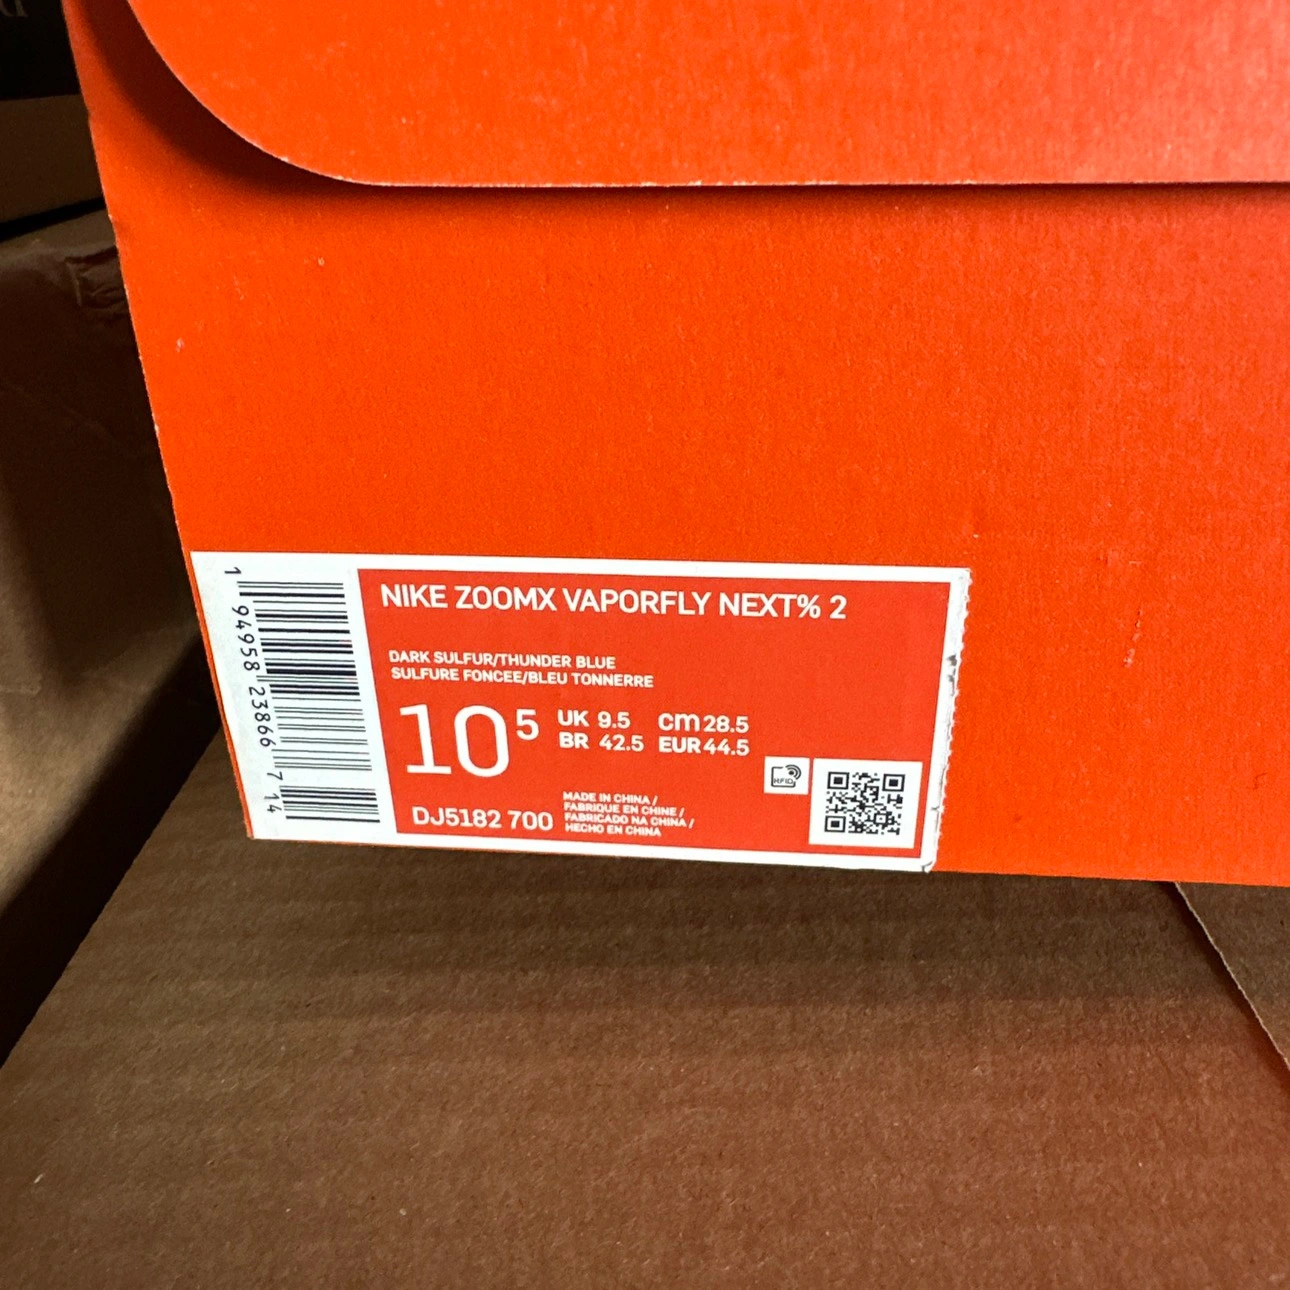 NIKE ZOOMX VAPORFLY NEXT% 2
DARK SULFUR/THUNDER BLUE
SULFURE FONCEE/BLEU TONNERRE
10 5 UK 9.5 cm 28.5
BR 42.5 EUR 44.5
DJ5182 700
MADE IN CHINA /
FABRIQUE EN CHINE /
FABRICADO NA CHINA /
HECHO EN CHINA
RFID
1 94958 23866 7 14